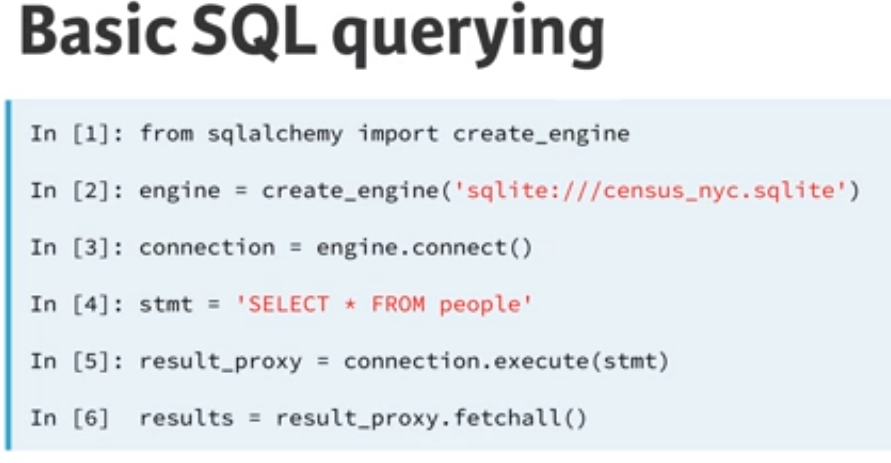 Basic SQL querying
In [1]: from sqlalchemy import create_engine
In [2]: engine = create_engine('sqlite:///census_nyc.sqlite')
In [3]: connection = engine.connect()
In [4]: stmt = 'SELECT * FROM people'
In [5]: result_proxy = connection.execute(stmt)
In [6]  results = result_proxy.fetchall()